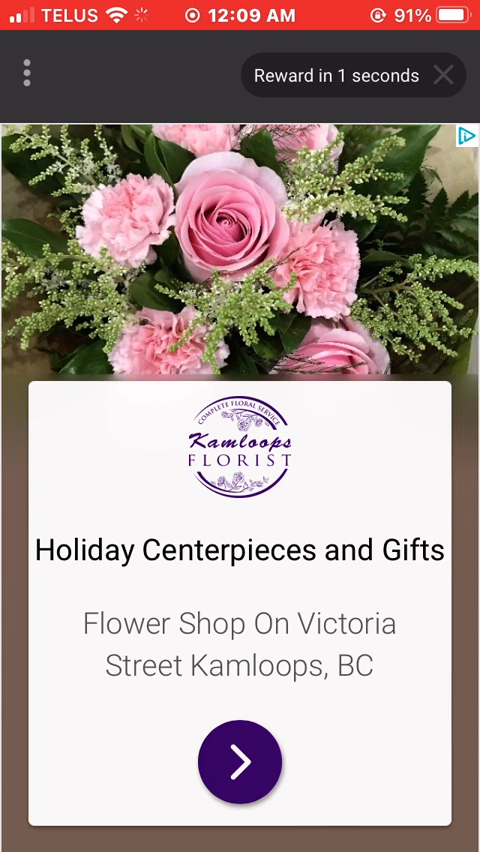 TELUS 12:09 AM 91%
Reward in 1 seconds
COMPLETE FLORAL SERVICE
Kamloops
FLORIST
Holiday Centerpieces and Gifts
Flower Shop On Victoria
Street Kamloops, BC